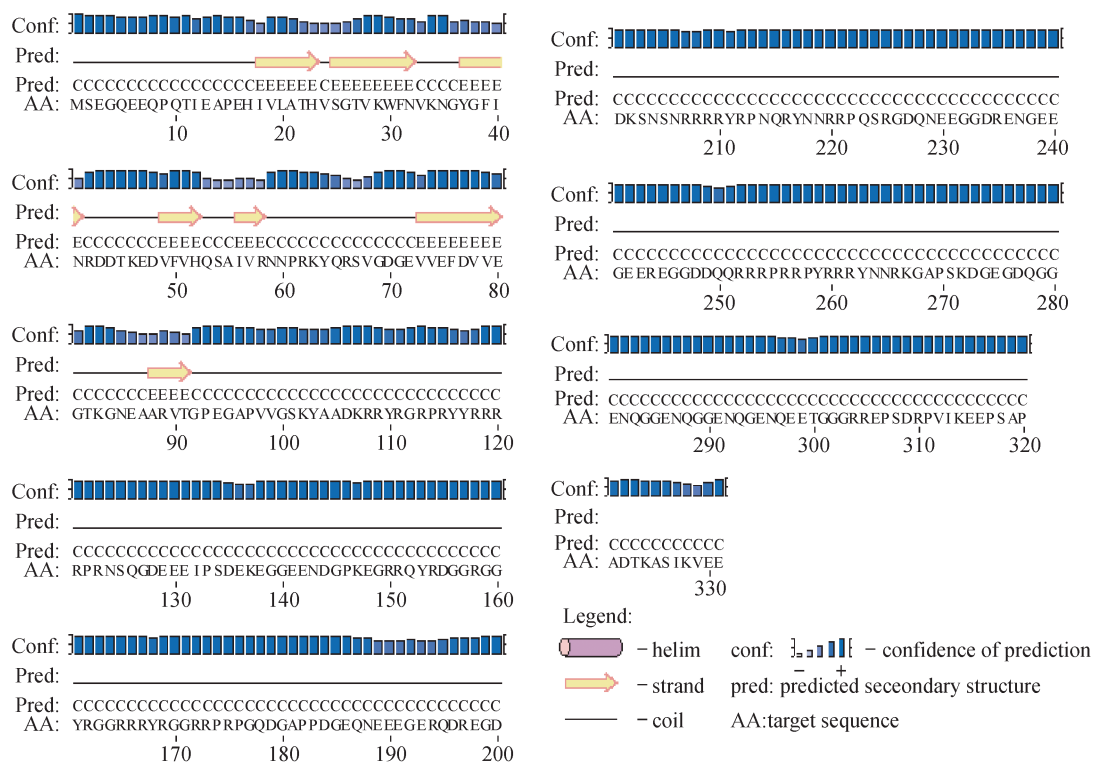 Conf:
Pred:
Pred: CCCCCCCCCCCCCCCCCEEEEEECEEEEEEEECCCCEEEE
AA: MSEGQEEQPQTIEAPEHIVLATHVSGTVKWFNVKNGYGFI
10 20 30 40
Conf:
Pred:
Pred: ECCCCCCCEEEECCCEEECCCCCCCCCCCCCCEEEEEEEE
AA: NRDDTKEDVFVHQSAIVRNNPRKYQRSVGDGEVVEFDVVE
50 60 70 80
Conf:
Pred:
Pred: CCCCCCCEEEECCCCCCCCCCCCCCCCCCCCCCCCCCCCC
AA: GTKGNEAARVTGPEGAPVVGSKYAADKRRYRGRPRYYRRR
90 100 110 120
Conf:
Pred:
Pred: CCCCCCCCCCCCCCCCCCCCCCCCCCCCCCCCCCCCCCCC
AA: RPRNSQGDEEEIPSDEKEGGEENDGPKEGRRQYRDGGRGG
130 140 150 160
Conf:
Pred:
Pred: CCCCCCCCCCCCCCCCCCCCCCCCCCCCCCCCCCCCCCCC
AA: YRGGRRRYRGGRRPRPGQDGAPPDGEQNEEEGERQDREGD
170 180 190 200
Conf:
Pred:
Pred: CCCCCCCCCCCCCCCCCCCCCCCCCCCCCCCCCCCCCCCC
AA: DKSNSNRRRRYRPNQRYNNRRPQSRGDQNEEGGDRENGEE
210 220 230 240
Conf:
Pred:
Pred: CCCCCCCCCCCCCCCCCCCCCCCCCCCCCCCCCCCCCCCC
AA: GEEREGGDDQQRRRPRRPYRRRYNNRKGAPSKDGEGDQGG
250 260 270 280
Conf:
Pred:
Pred: CCCCCCCCCCCCCCCCCCCCCCCCCCCCCCCCCCCCCCCC
AA: ENQGGENQGGENQGENQEETGGGRREPSDRPVIKEEPSAP
290 300 310 320
Conf:
Pred:
Pred: CCCCCCCCCCC
AA: ADTKASIKVEE
330
Legend:
– helim conf: – + – confidence of prediction
– strand pred: predicted seceondary structure
– coil AA:target sequence